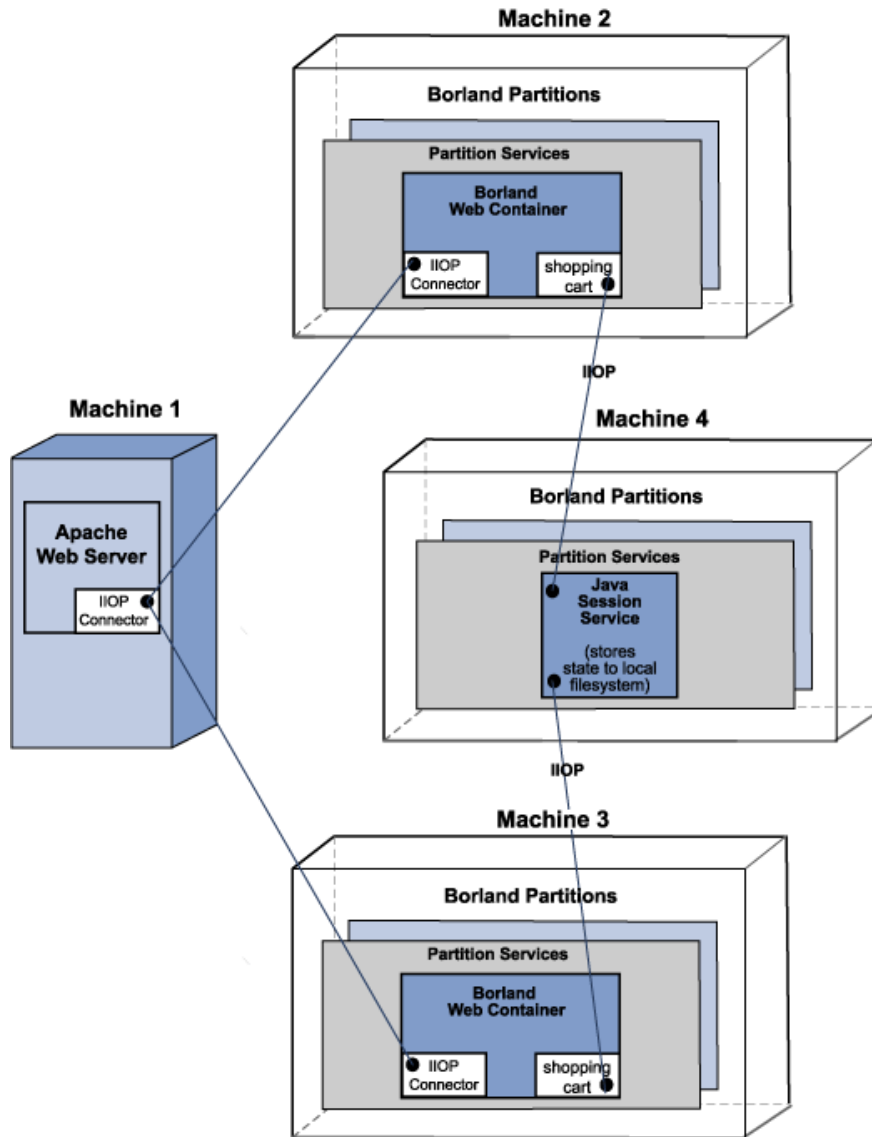 Machine 2
Borland Partitions
Partition Services
Borland
Web Container
IIOP
Connector
shopping
cart
IIOP
Machine 1
Apache
Web Server
IIOP
Connector
Machine 4
Borland Partitions
Partition Services
Java
Session
Service
(stores
state to local
filesystem)
IIOP
Machine 3
Borland Partitions
Partition Services
Borland
Web Container
IIOP
Connector
shopping
cart